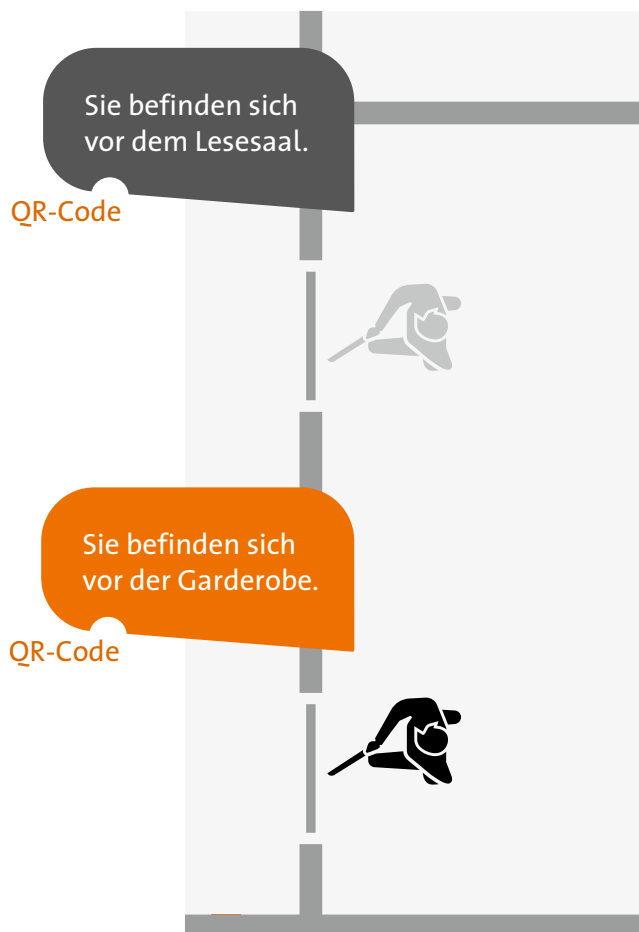 Sie befinden sich
vor dem Lesesaal.
QR-Code
Sie befinden sich
vor der Garderobe.
QR-Code